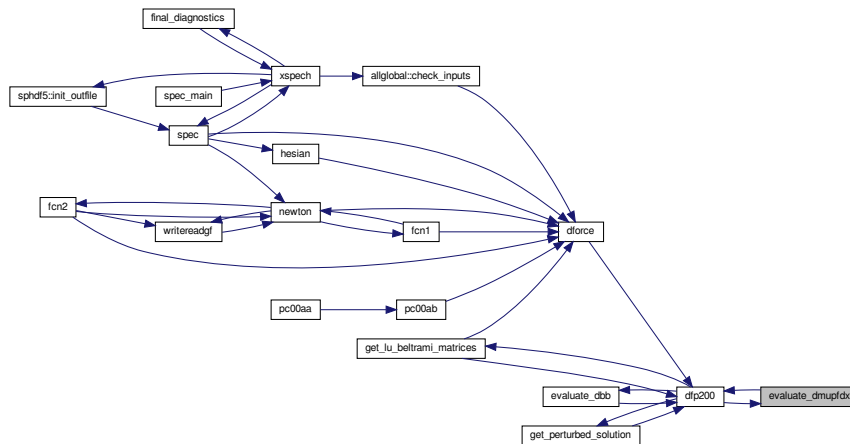 final_diagnostics
xspech
allglobal::check_inputs
sphdf5::init_outfile
spec_main
spec
hesian
fcn2
newton
writereadgf
fcn1
dforce
pc00aa
pc00ab
get_lu_beltrami_matrices
evaluate_dbb
dfp200
evaluate_dmupfdx
get_perturbed_solution